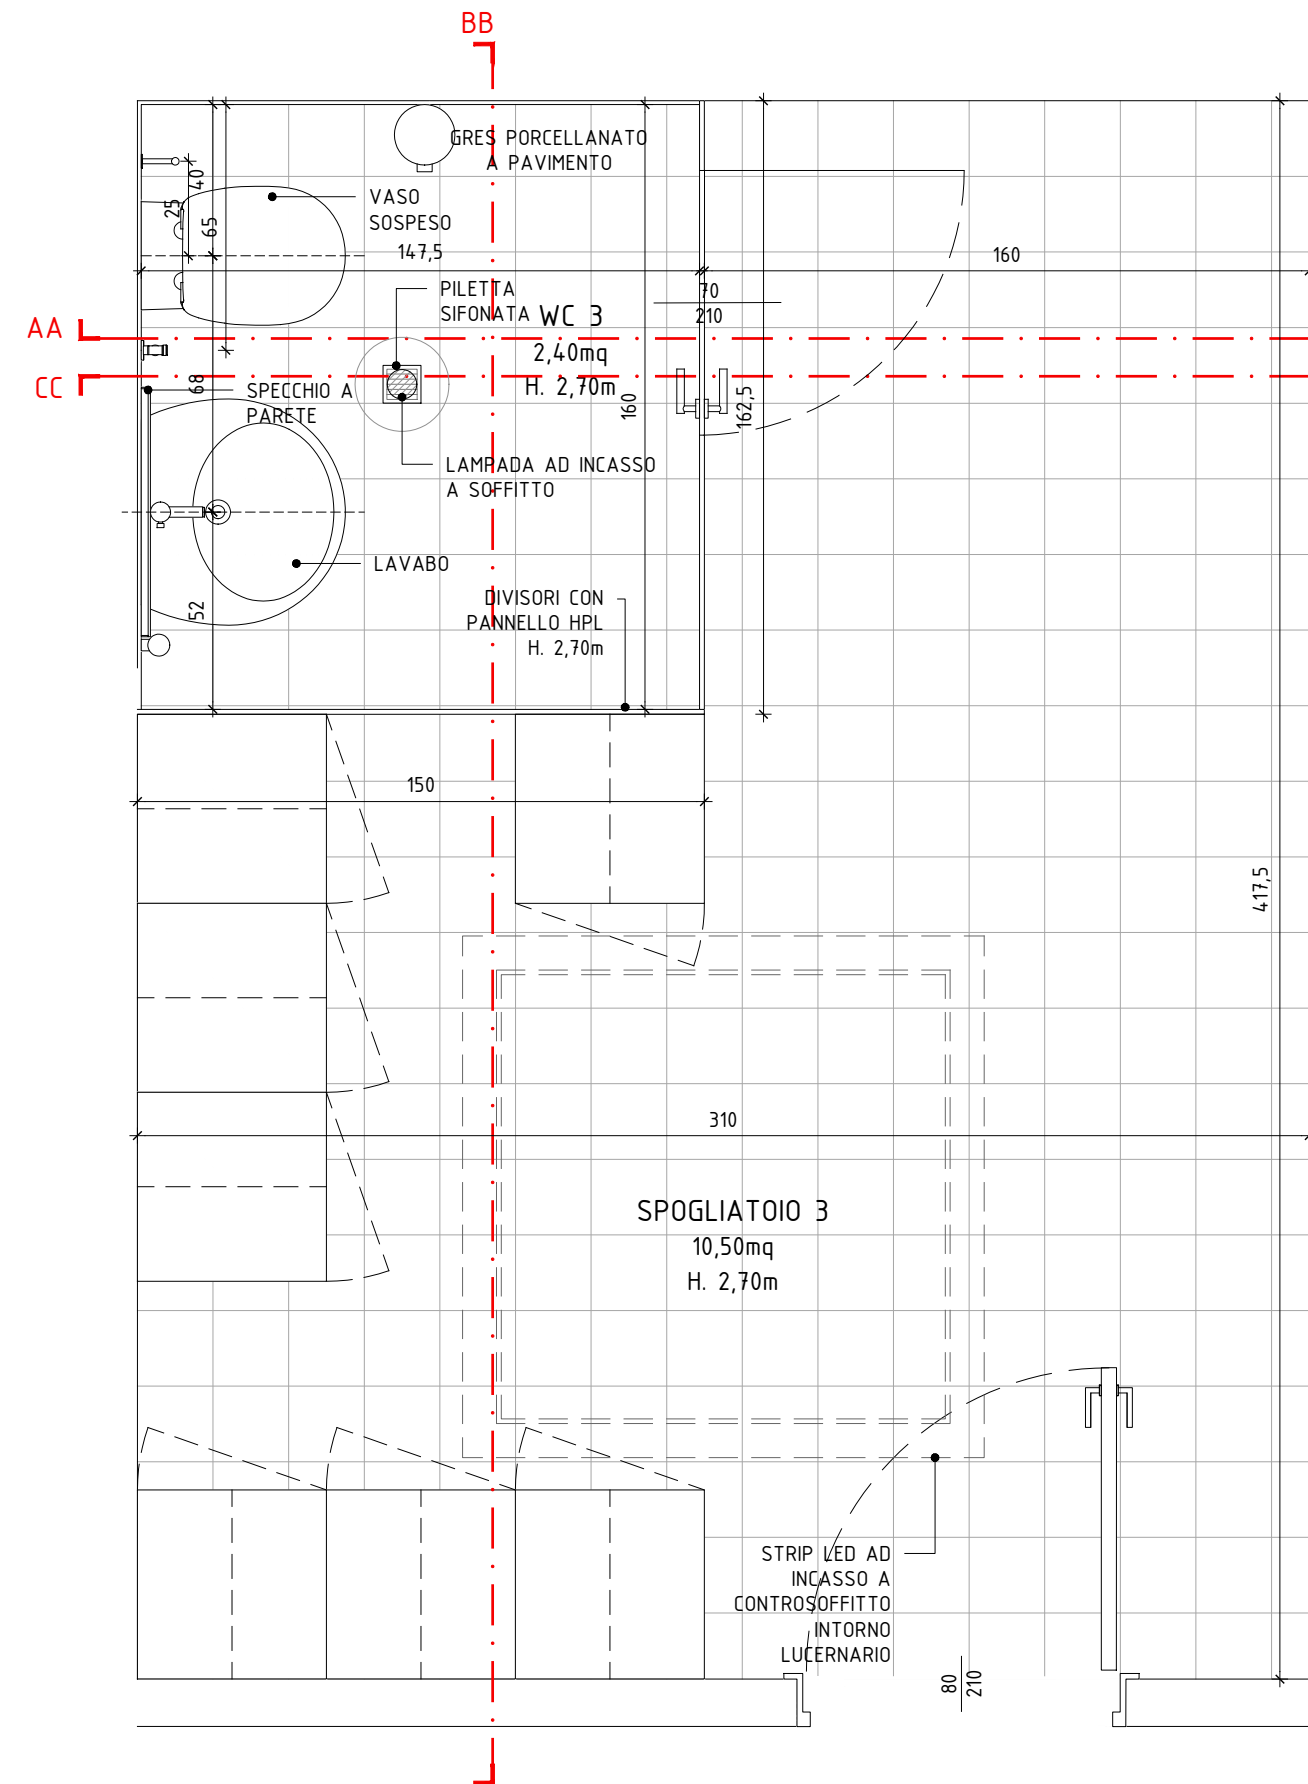 BB
GRES PORCELLANATO
A PAVIMENTO
40
VASO
SOSPESO
25
65
147,5
160
PILETTA
SIFONATA
70
210
WC 3
2,40mq
H. 2,70m
AA
CC
68
SPECCHIO A
PARETE
160
162,5
LAMPADA AD INCASSO
A SOFFITTO
LAVABO
52
DIVISORI CON
PANNELLO HPL
H. 2,70m
150
417,5
310
SPOGLIATOIO 3
10,50mq
H. 2,70m
STRIP LED AD
INCASSO A
CONTROSOFFITTO
INTORNO
LUCERNARIO
80
210